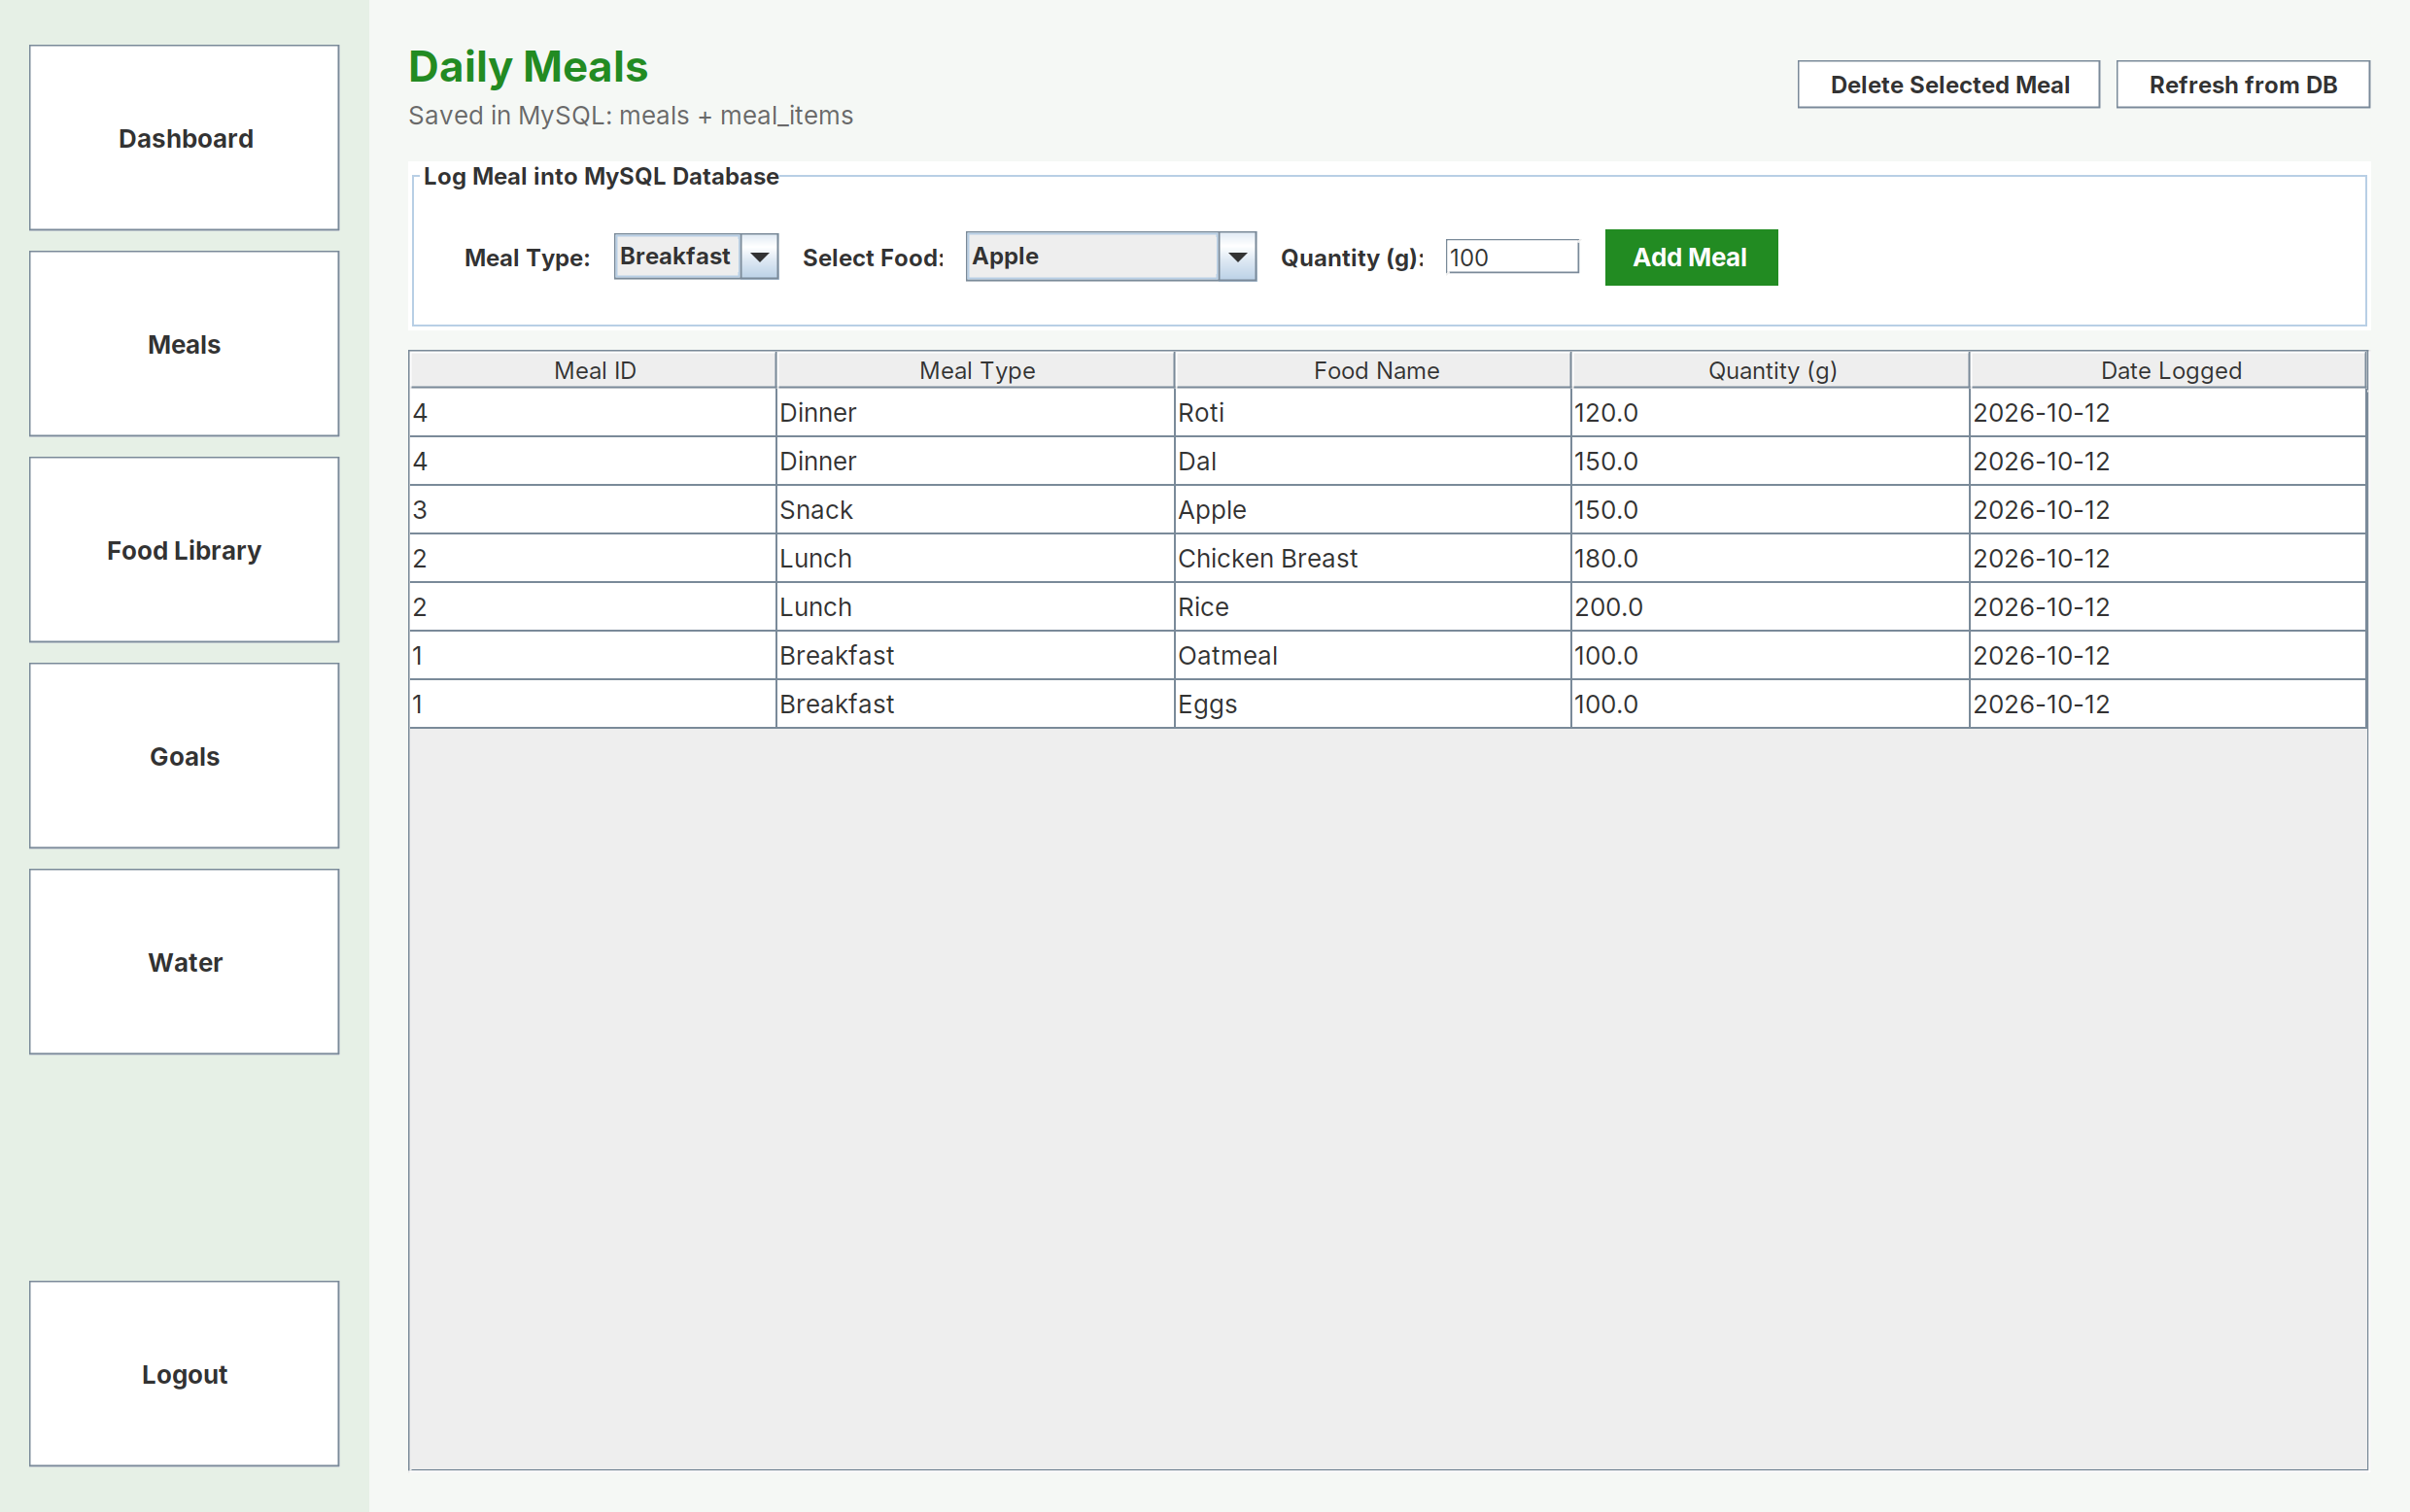 Dashboard
Meals
Food Library
Goals
Water
Logout
Daily Meals
Saved in MySQL: meals + meal_items
Delete Selected Meal Refresh from DB
Log Meal into MySQL Database
Meal Type: Breakfast Select Food: Apple Quantity (g): 100 Add Meal
Meal ID Meal Type Food Name Quantity (g) Date Logged
4 Dinner Roti 120.0 2026-10-12
4 Dinner Dal 150.0 2026-10-12
3 Snack Apple 150.0 2026-10-12
2 Lunch Chicken Breast 180.0 2026-10-12
2 Lunch Rice 200.0 2026-10-12
1 Breakfast Oatmeal 100.0 2026-10-12
1 Breakfast Eggs 100.0 2026-10-12